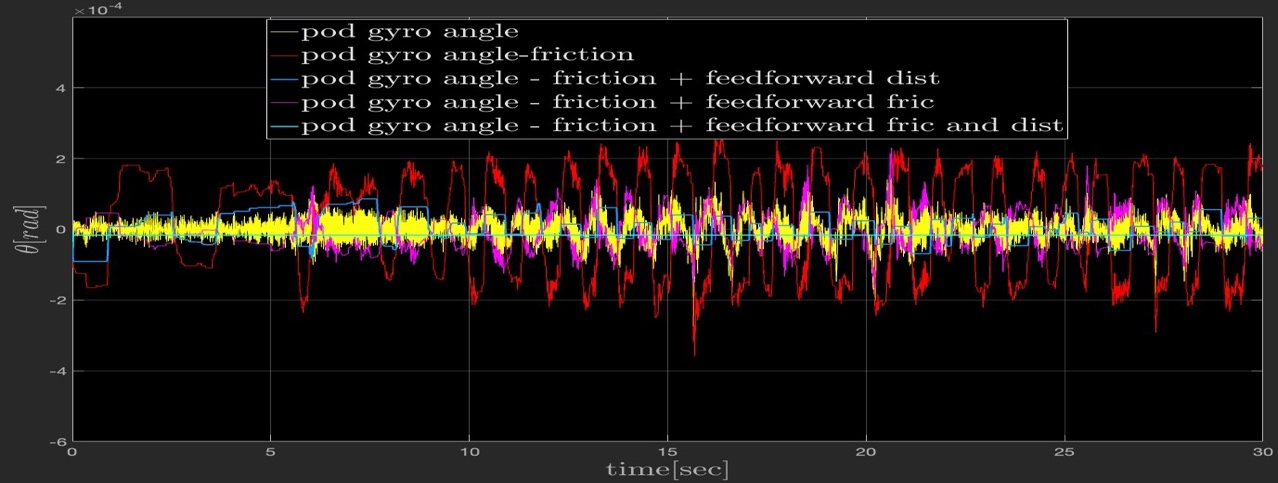 ×10⁻⁴
pod gyro angle
pod gyro angle-friction
pod gyro angle - friction + feedforward dist
pod gyro angle - friction + feedforward fric
pod gyro angle - friction + feedforward fric and dist
4
2
0
-2
-4
-6
θ[rad]
0 5 10 15 20 25 30
time[sec]